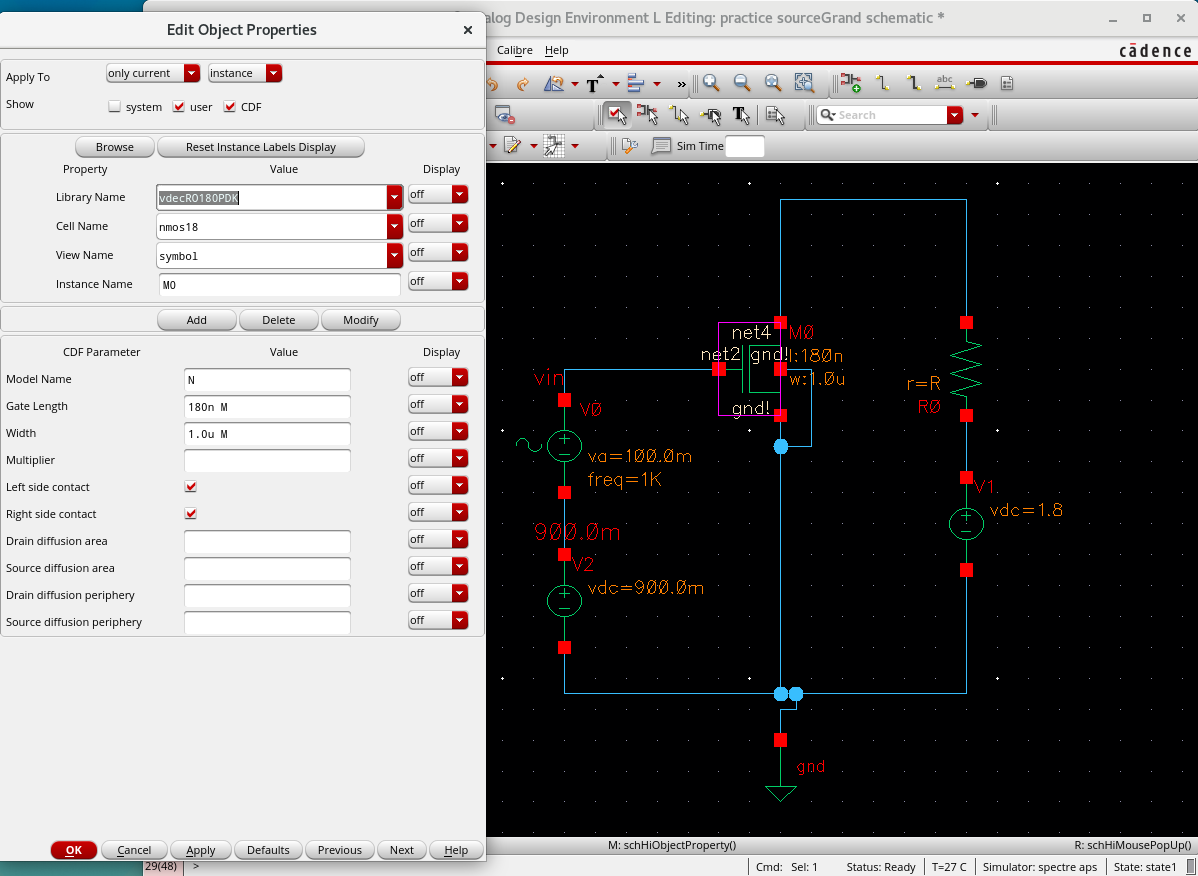 alog Design Environment L Editing: practice sourceGrand schematic *
Edit Object Properties
Calibre Help
cādence
Apply To only current instance
Show system user CDF
Search
Sim Time
Browse Reset Instance Labels Display
Property Value Display
Library Name vdecRO180PDK off
Cell Name nmos18 off
View Name symbol off
Instance Name M0 off
Add Delete Modify
CDF Parameter Value Display
Model Name N off
Gate Length 180n M off
Width 1.0u M off
Multiplier off
Left side contact off
Right side contact off
Drain diffusion area off
Source diffusion area off
Drain diffusion periphery off
Source diffusion periphery off
OK Cancel Apply Defaults Previous Next Help
net4 M0
net2 gnd! l:180n
w:1.0u
gnd!
vin
V0
va=100.0m
freq=1K
900.0m
V2
vdc=900.0m
r=R
R0
V1
vdc=1.8
gnd
M: schHiObjectProperty() R: schHiMousePopUp()
29(48) > Cmd: Sel: 1 Status: Ready T=27 C Simulator: spectre aps State: state1